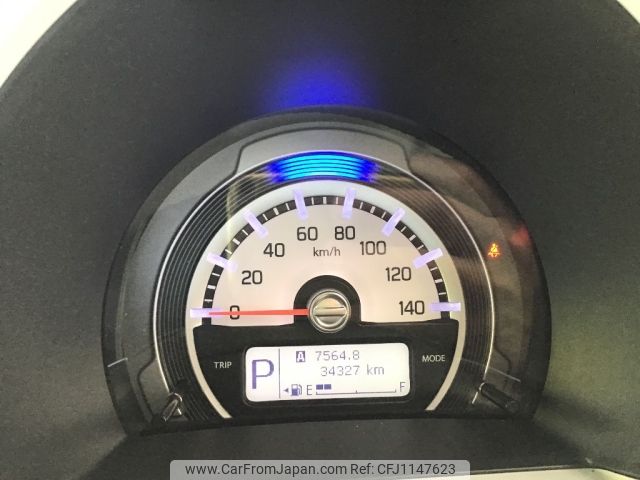 60 80
40 km/h 100
20 120
0 140
TRIP P A 7564.8 MODE
34327 km
E F
www.CarFromJapan.com REF: CFJ1147623